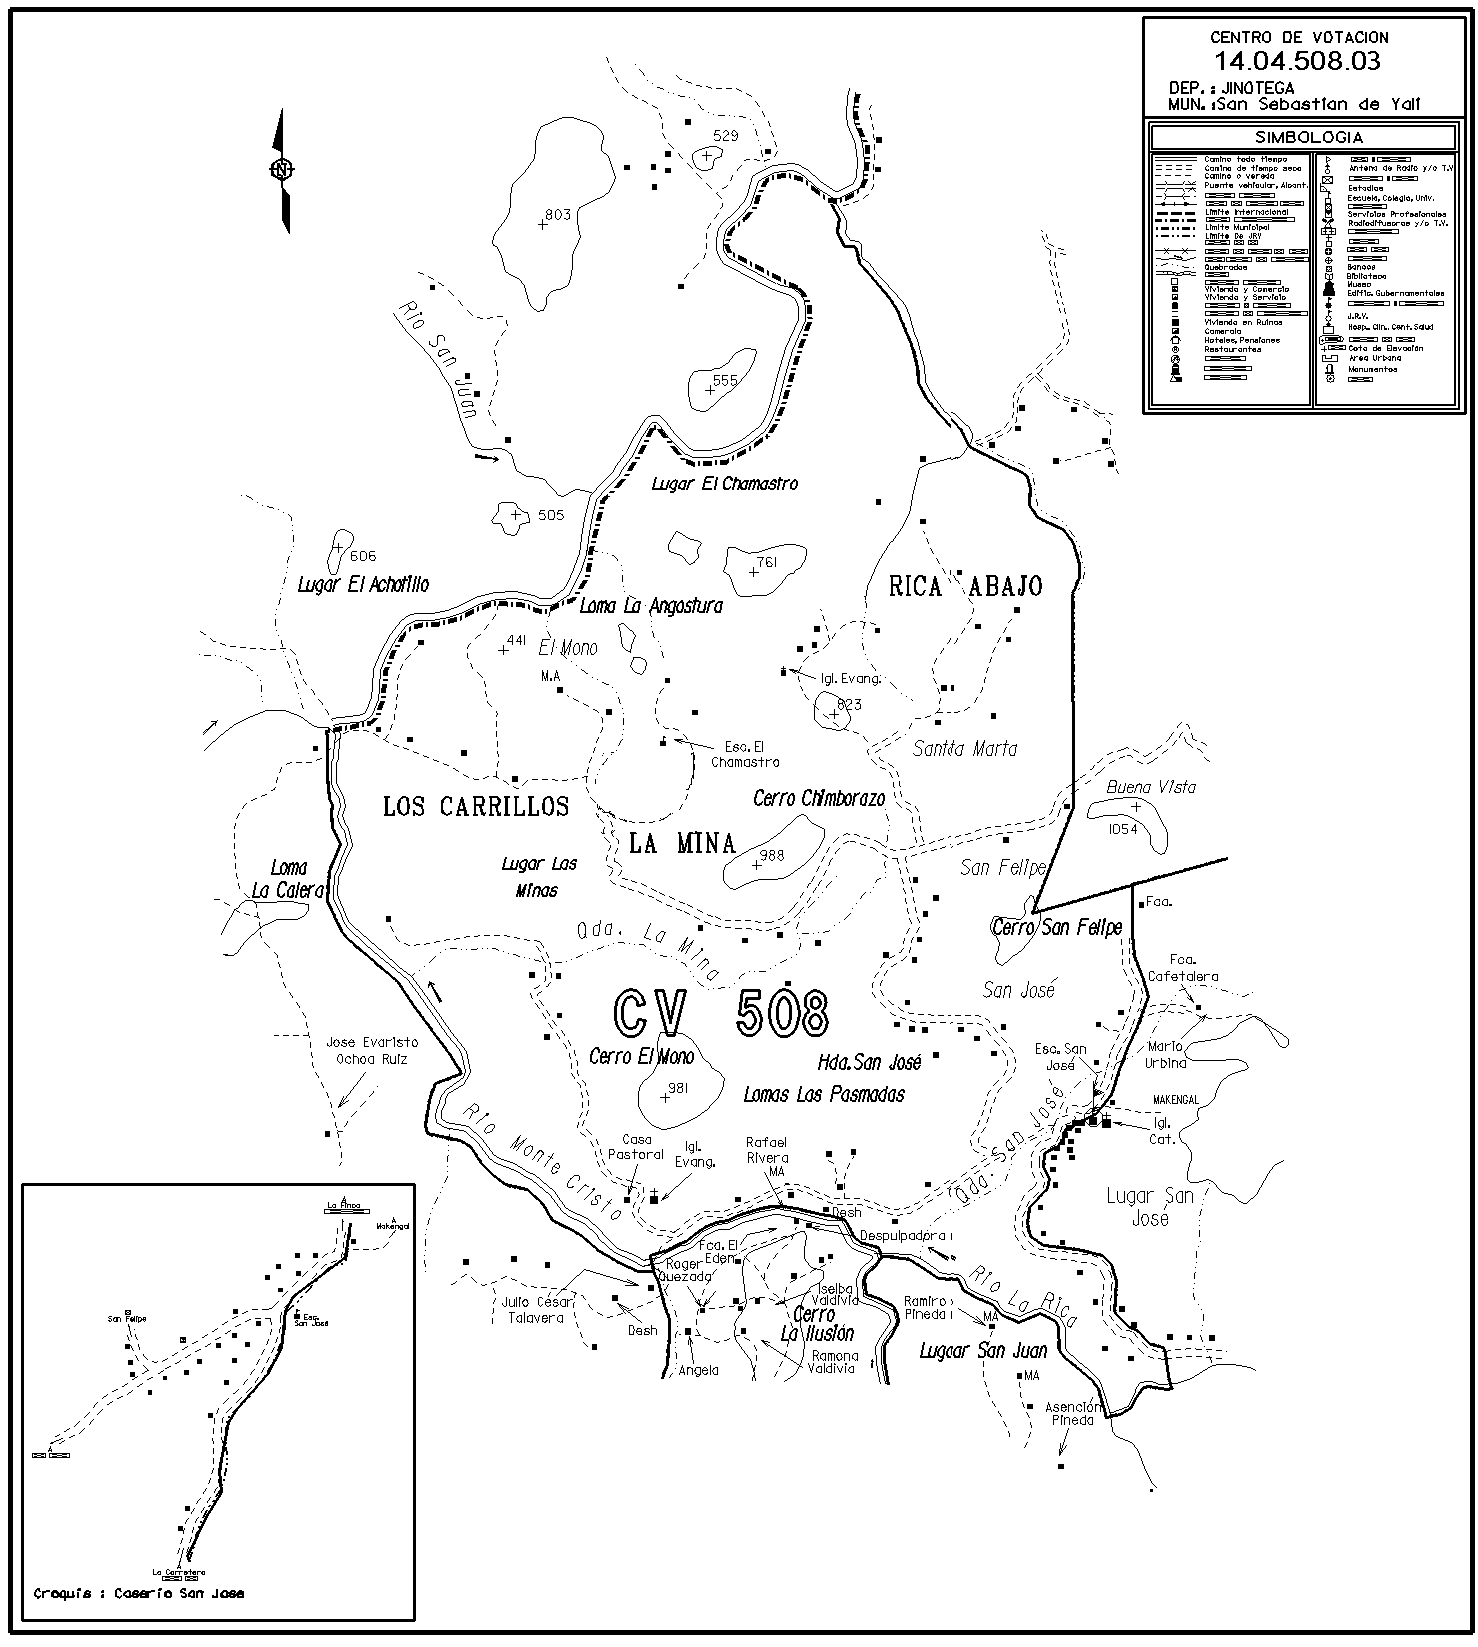 CENTRO DE VOTACION
14.04.508.03
DEP.: JINOTEGA
MUN.:San Sebastían de Yalí
SIMBOLOGIA
Camino todo tiempo
Camino de tiempo seco
Camino o vereda
Puente vehicular, Alcant.
Limite Internacional
Limite Municipal
Limite De JRV
Quebradas
Vivienda y Comercio
Vivienda y Servicio
Vivienda en Ruinas
Comercio
Hoteles, Pensiones
Restaurantes
Antena de Radio y/o T.V
Estadios
Escuela, Colegio, Univ.
Servicios Profesionales
Radiodifusoras y/o T.V.
Bancos
Biblioteca
Museo
Edific. Gubernamentales
J.R.V.
Hosp., Clin., Cent. Salud
Cota de Elevación
Area Urbana
Monumentos
N
529
803
Río San Juan
555
Lugar El Chamastro
505
606
Lugar El Achotillo
761
RICA ABAJO
Loma La Angostura
441
El Mono
M.A
Igl. Evang.
823
Esc. El
Chamastro
Santta Marta
Buena Vista
1054
LOS CARRILLOS
Cerro Chimborazo
LA MINA
988
San Felipe
Lugar Las
Minas
Loma
La Calera
Fca.
Cerro San Felipe
Qda. La Mina
Fca.
Cafetalera
San José
CV 508
Jose Evaristo
Ochoa Ruiz
Cerro El Mono
Hda. San José
Esc. San
José
Mario
Urbina
981
Lomas Las Pasmadas
MAKENGAL
Río Monte Cristo
Qda. San Jose
Igl.
Cat.
Casa
Pastoral
Igl.
Evang.
Rafael
Rivera
MA
Lugar San
José
Desh
Despulpadora
Fca. El
Eden
Roger
Quezada
Río La Rica
Julio Cesar
Talavera
Desh
Iselba
Valdivia
Cerro
La Ilusión
Ramiro
Pineda
MA
Angela
Ramona
Valdivia
Lugaar San Juan
MA
Asención
Pineda
La Finca
Makengal
San Felipe
Esc.
San José
La Carretera
Croquis : Caserio San Jose